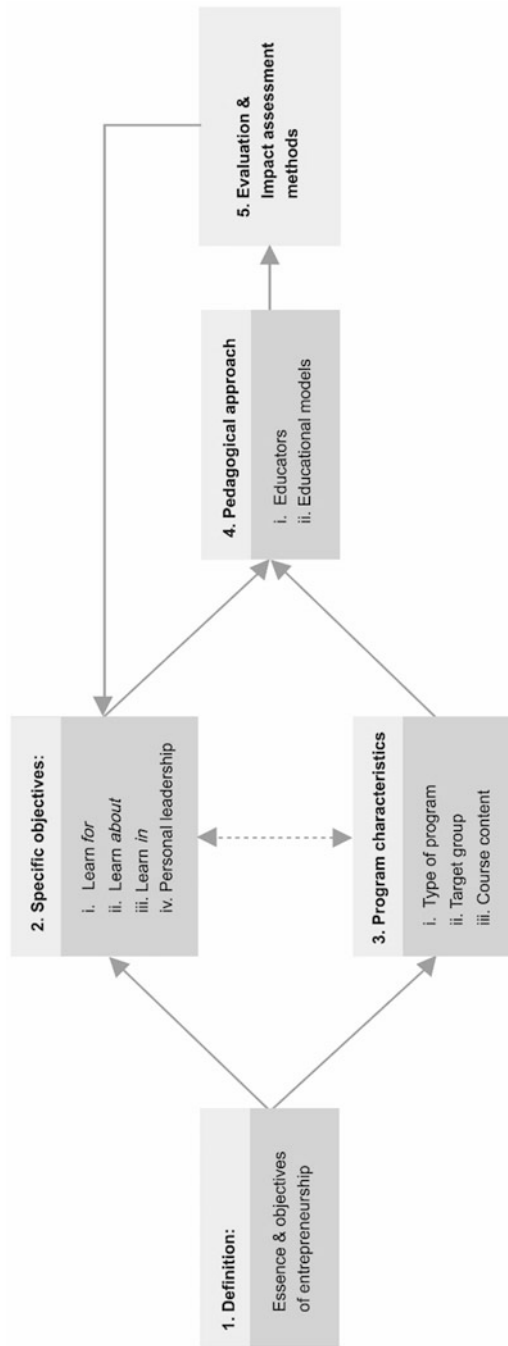 1. Definition:
Essence & objectives
of entrepreneurship
2. Specific objectives:
i. Learn for
ii. Learn about
iii. Learn in
iv. Personal leadership
3. Program characteristics
i. Type of program
ii. Target group
iii. Course content
4. Pedagogical approach
i. Educators
ii. Educational models
5. Evaluation &
Impact assessment
methods